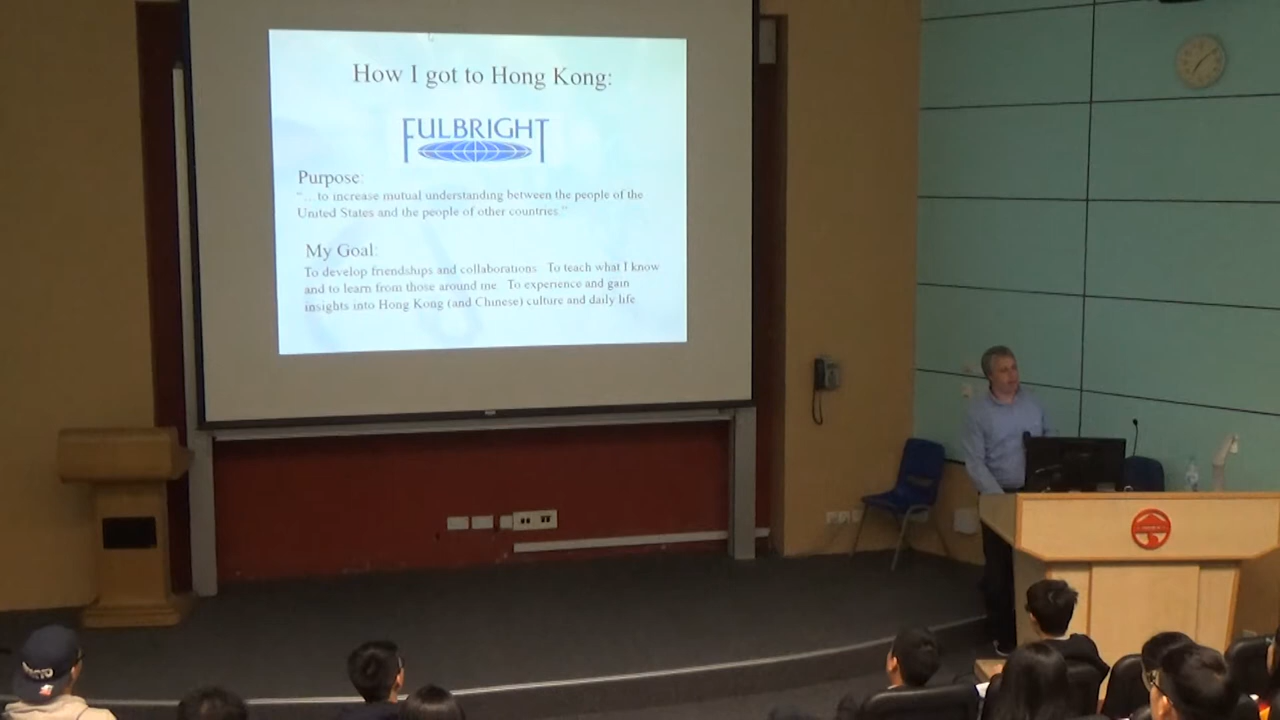 How I got to Hong Kong:
FULBRIGHT
Purpose:
"... to increase mutual understanding between the people of the
United States and the people of other countries."
My Goal:
To develop friendships and collaborations. To teach what I know
and to learn from those around me. To experience and gain
insights into Hong Kong (and Chinese) culture and daily life